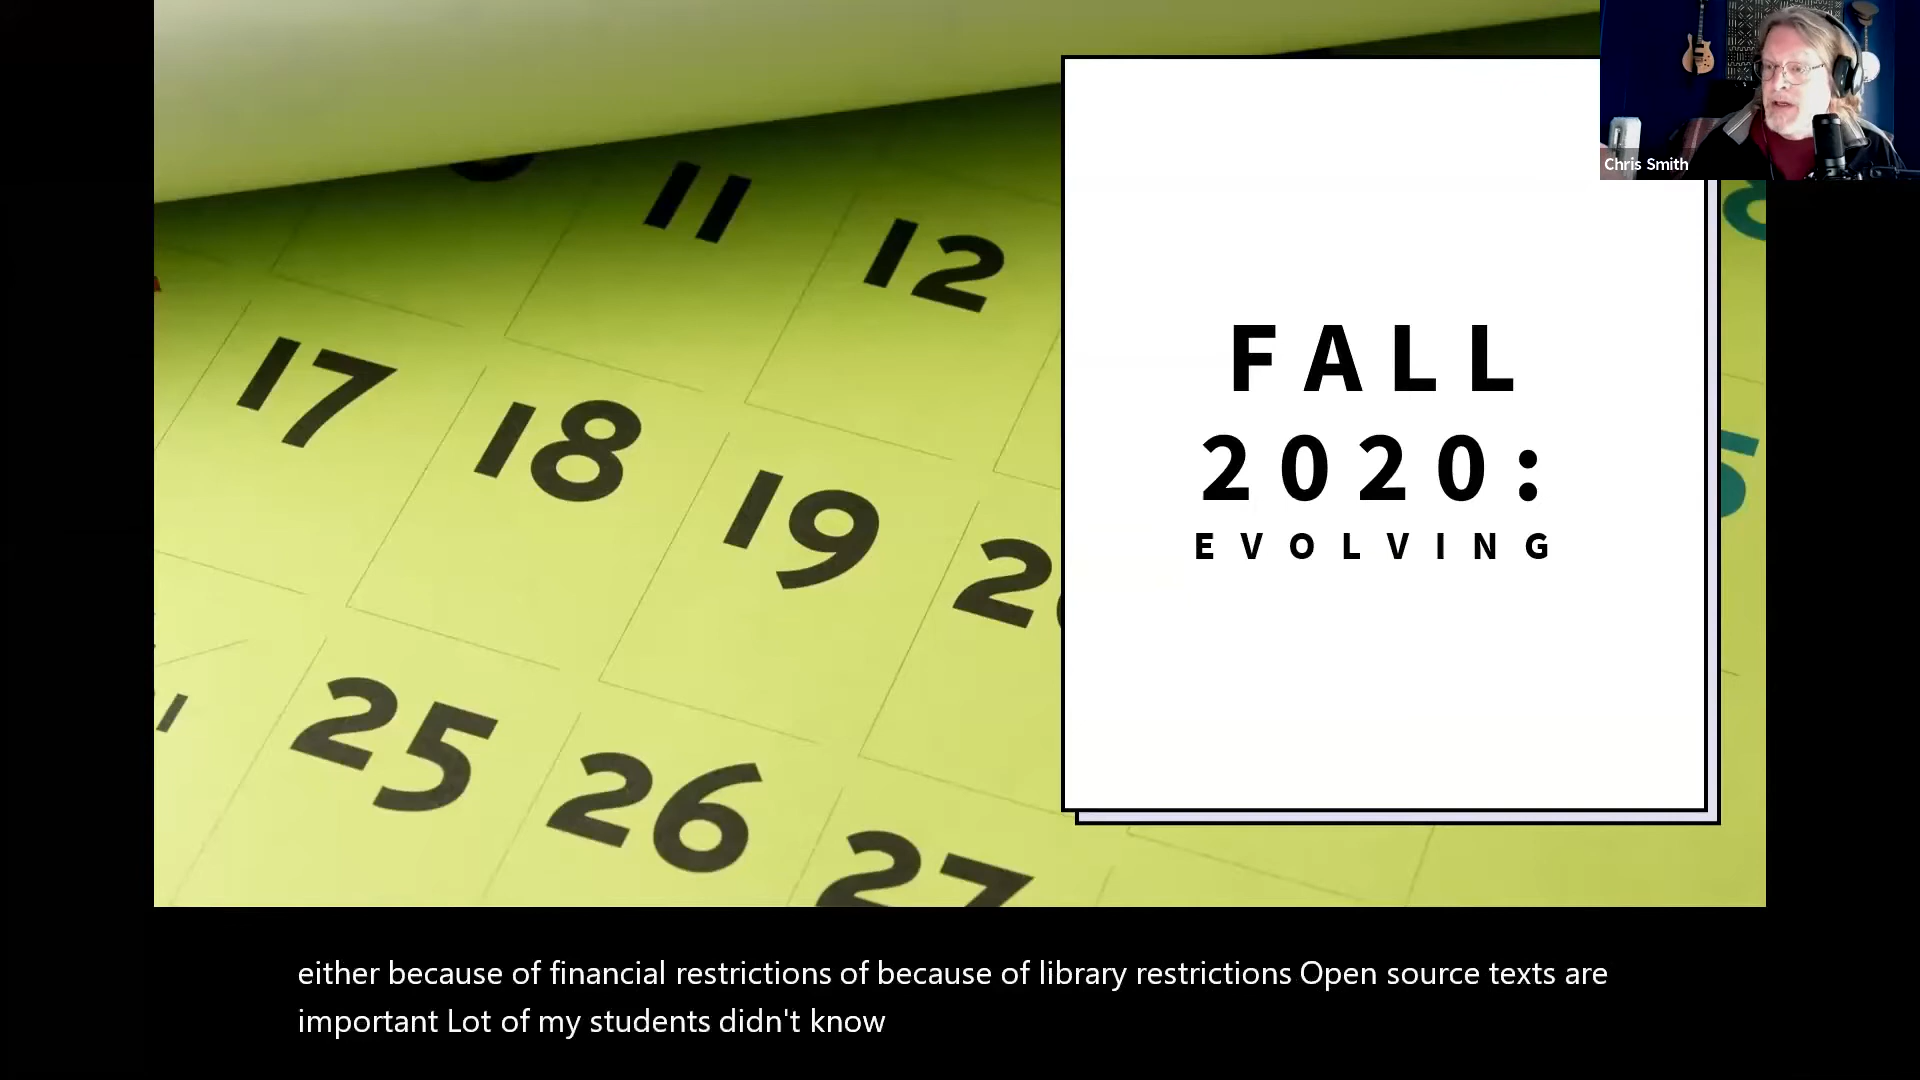 11
12
17
18
19
25
26
27
FALL
2020:
EVOLVING
Chris Smith
either because of financial restrictions of because of library restrictions Open source texts are
important Lot of my students didn't know